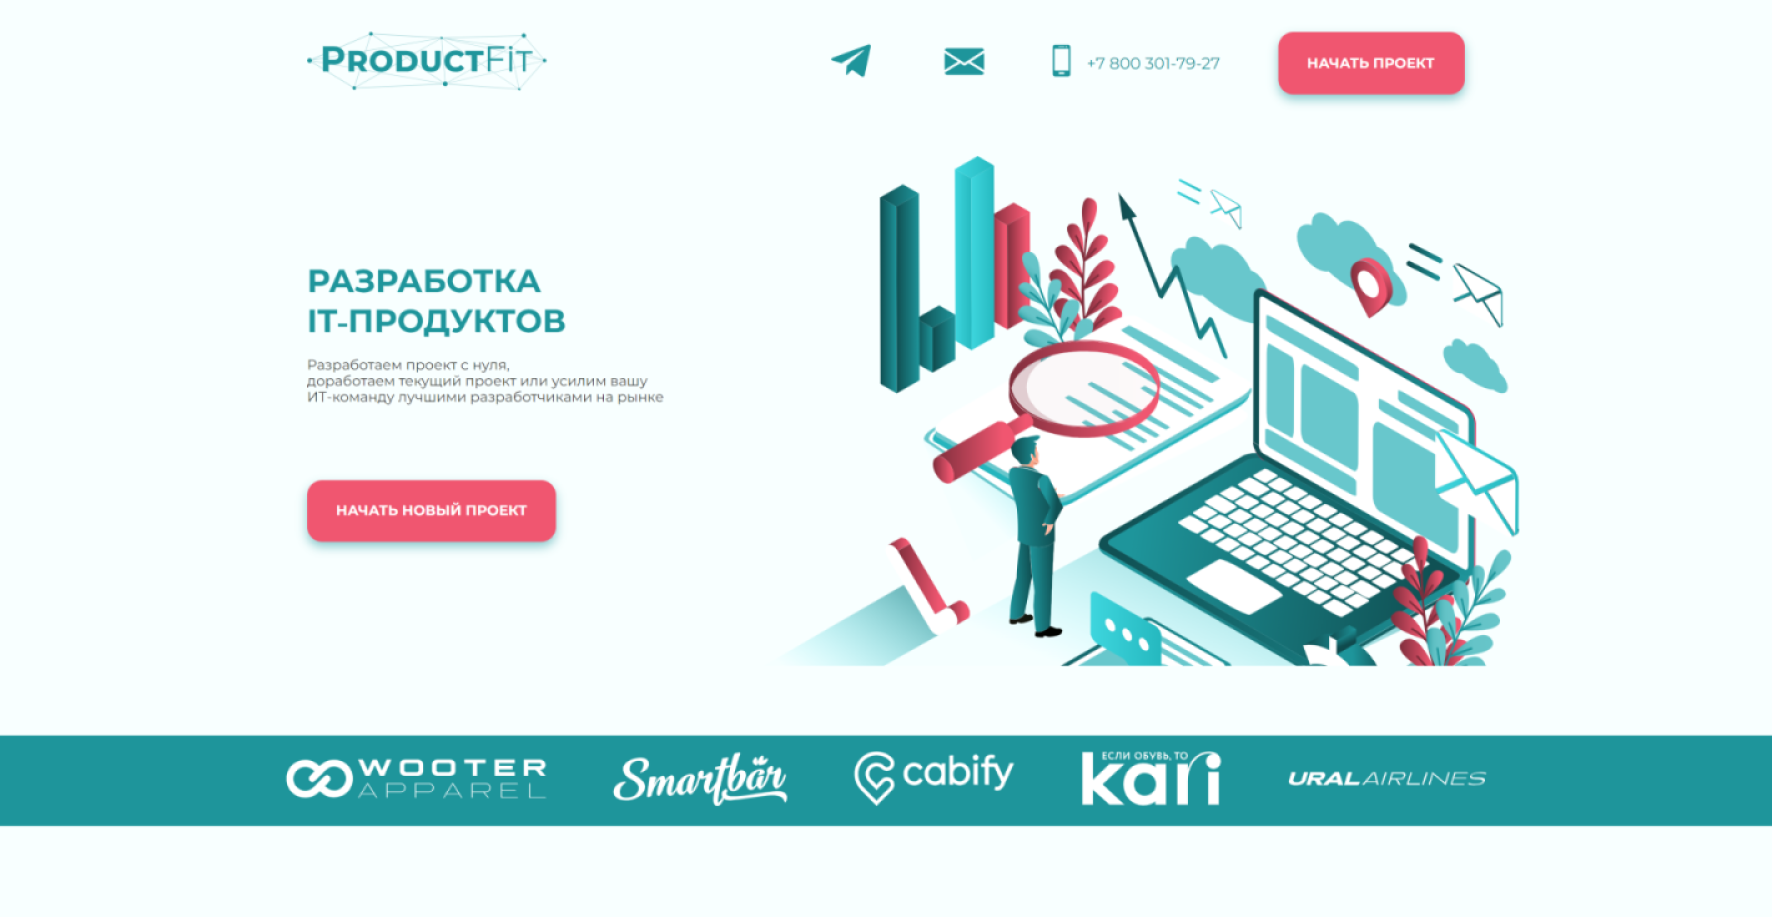 PRODUCTFIT
+7 800 301-79-27
НАЧАТЬ ПРОЕКТ
РАЗРАБОТКА
IT-ПРОДУКТОВ
Разработаем проект с нуля,
доработаем текущий проект или усилим вашу
ИТ-команду лучшими разработчиками на рынке
НАЧАТЬ НОВЫЙ ПРОЕКТ
WOOTER
APPAREL
Smartbär
cabify
ЕСЛИ ОБУВЬ, ТО
kari
URAL AIRLINES